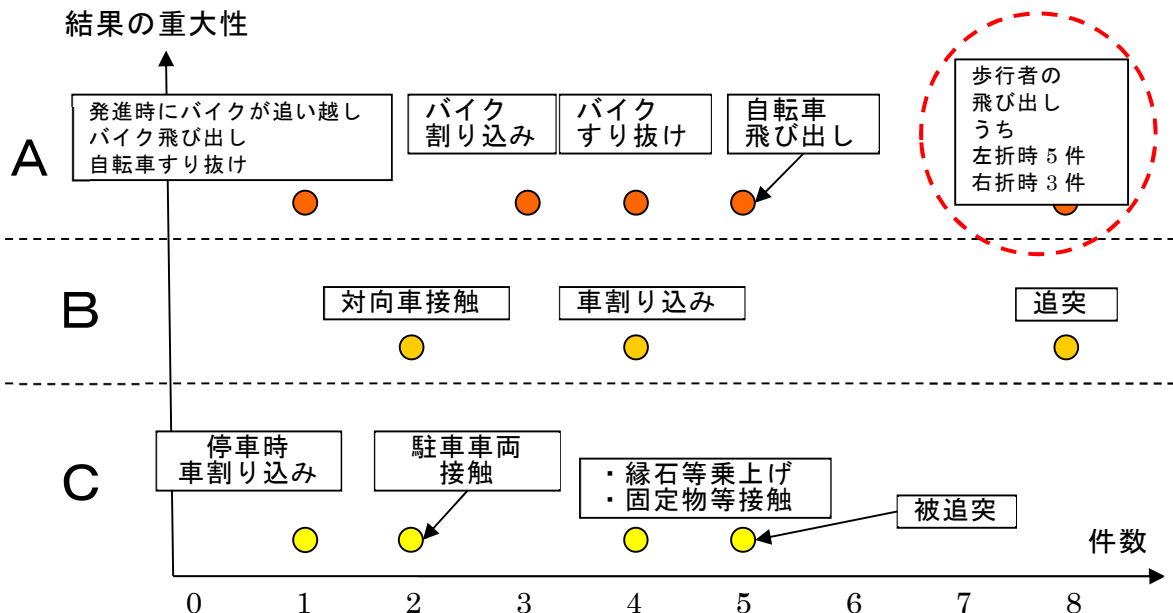 結果の重大性
発進時にバイクが追い越し
バイク飛び出し
自転車すり抜け
バイク
割り込み
バイク
すり抜け
自転車
飛び出し
歩行者の
飛び出し
うち
左折時5件
右折時3件
A
対向車接触
車割り込み
追突
B
停車時
車割り込み
駐車車両
接触
・縁石等乗上げ
・固定物等接触
被追突
C
件数
0 1 2 3 4 5 6 7 8